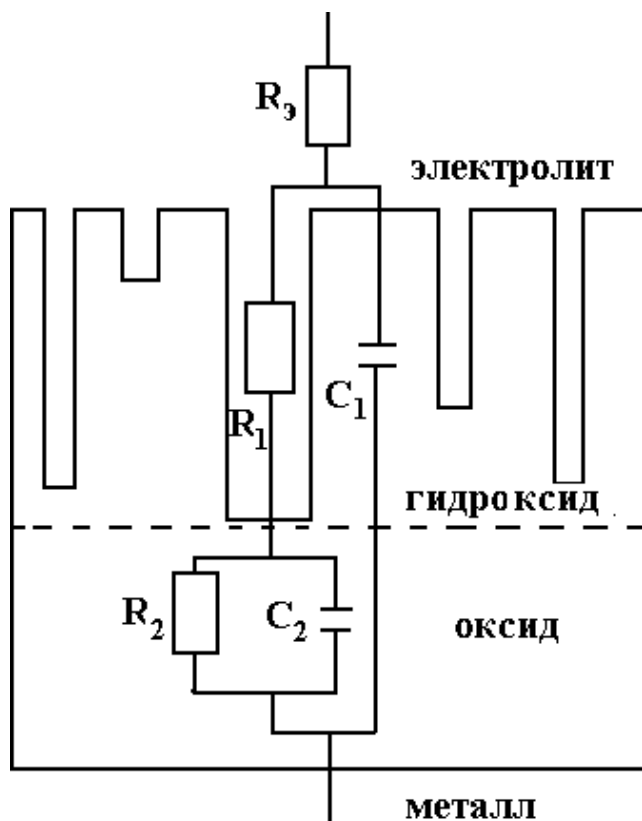 Rэ
электролит
R1
C1
гидроксид
R2
C2
оксид
металл